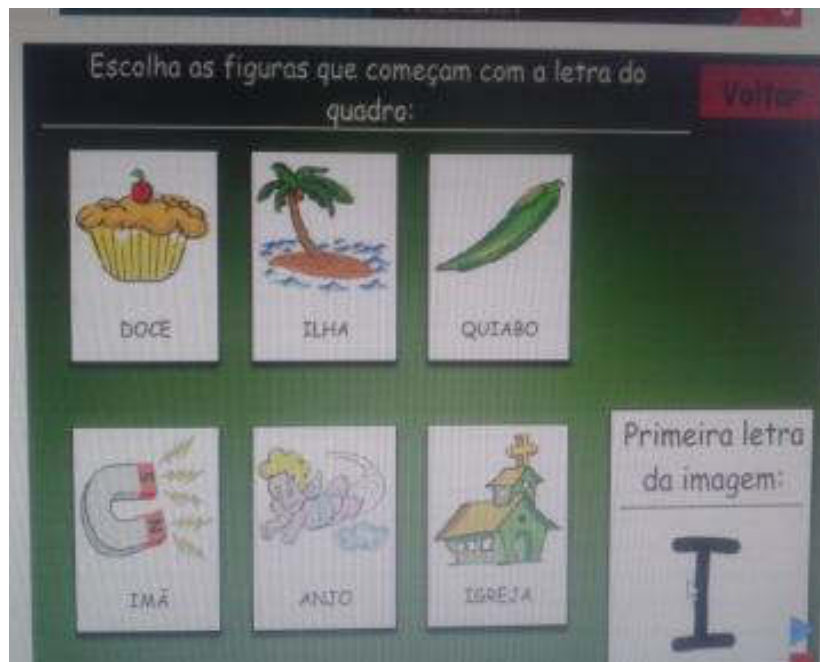 Escolha as figuras que começam com a letra do
quadro:
Voltar
DOCE
ILHA
QUIABO
S
N
IMÃ
ANJO
IGREJA
Primeira letra
da imagem:
I